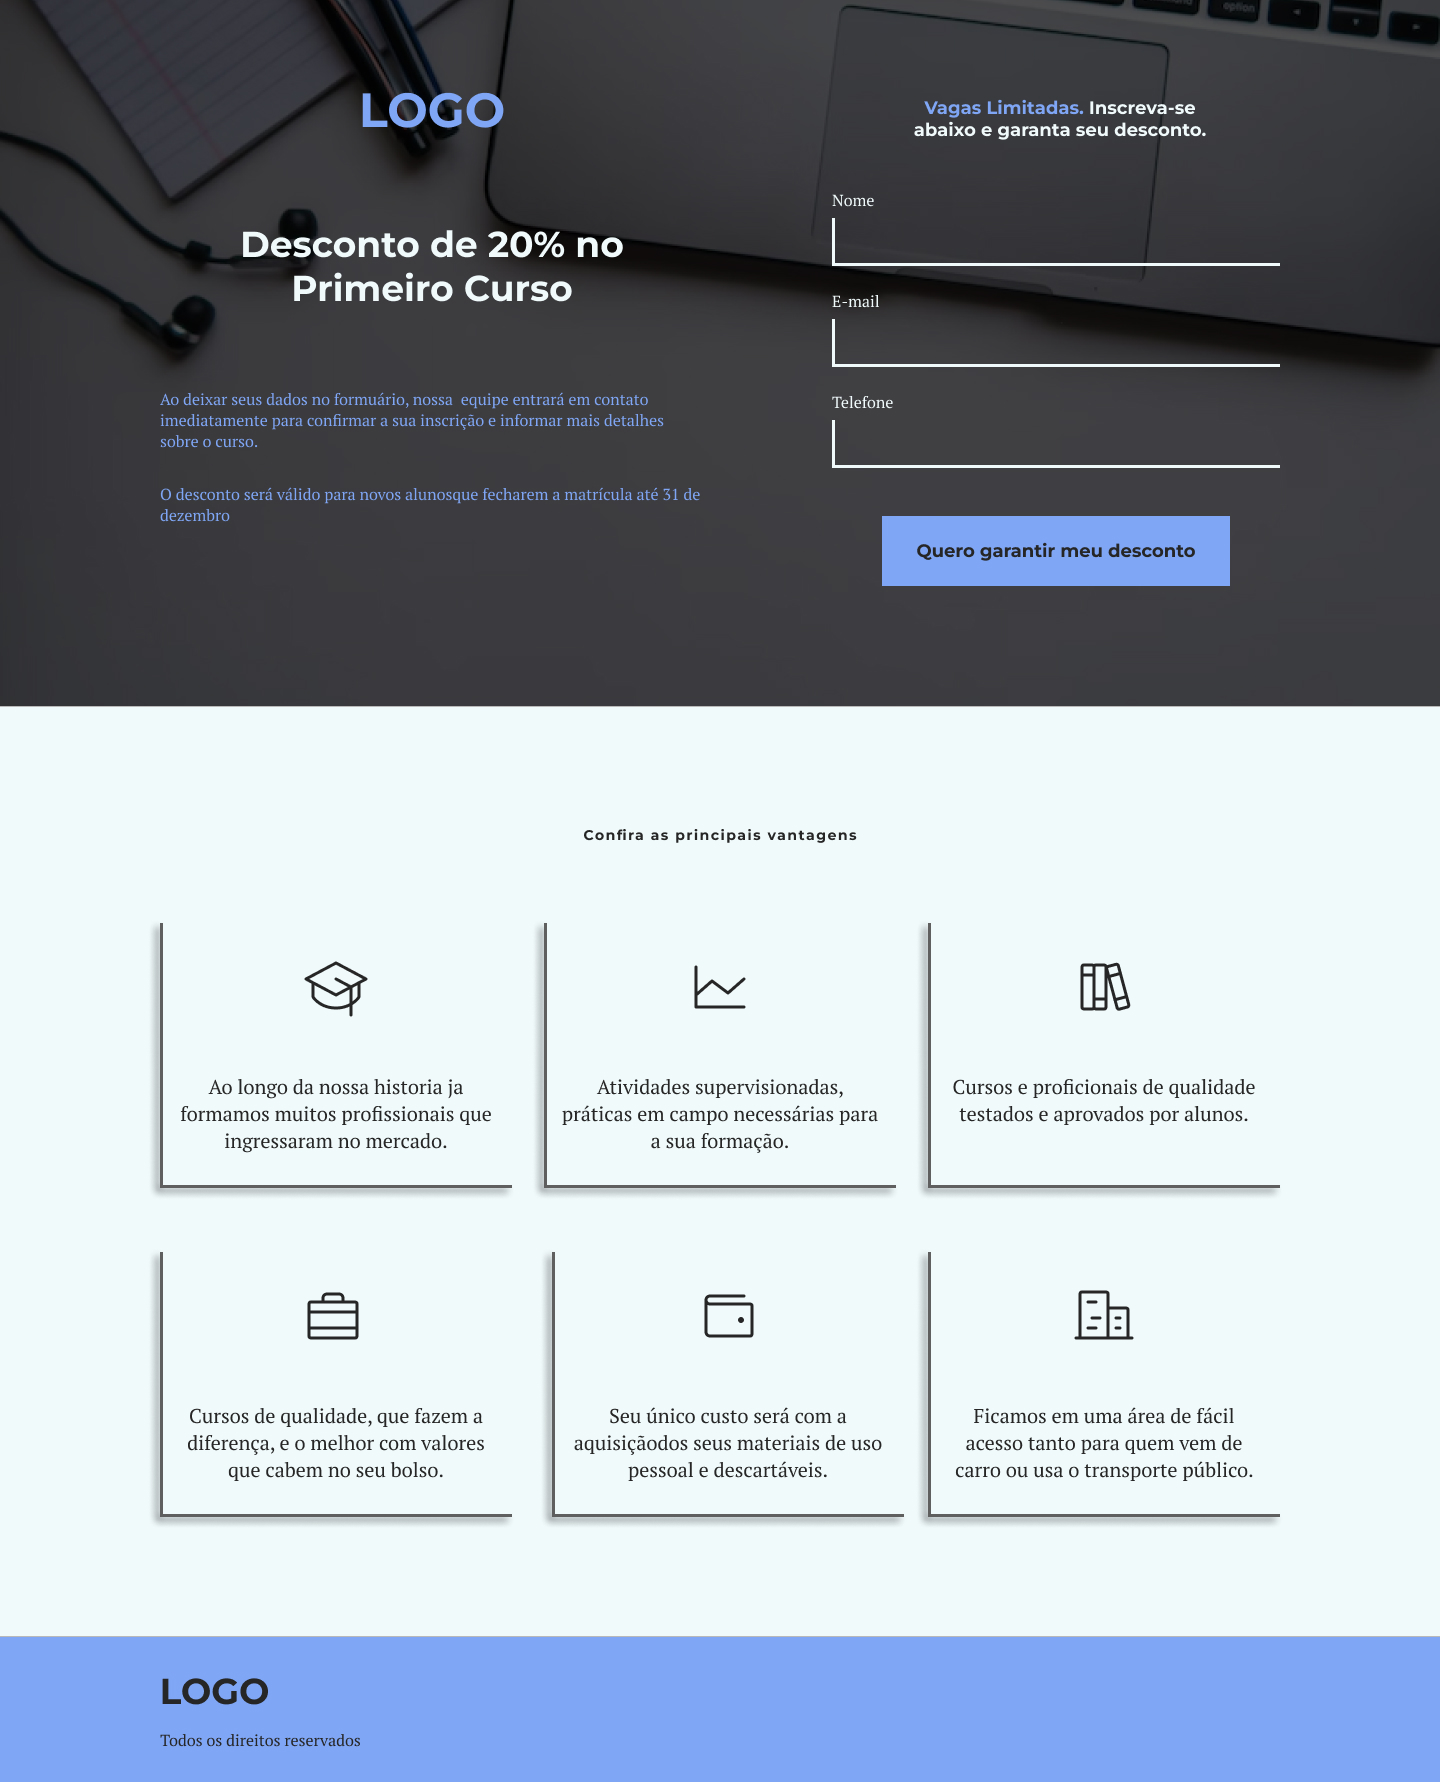 option
LOGO
Desconto de 20% no
Primeiro Curso
Ao deixar seus dados no formuário, nossa  equipe entrará em contato
imediatamente para confirmar a sua inscrição e informar mais detalhes
sobre o curso.
O desconto será válido para novos alunosque fecharem a matrícula até 31 de
dezembro
Vagas Limitadas. Inscreva-se
abaixo e garanta seu desconto.
Nome
E-mail
Telefone
Quero garantir meu desconto
Confira as principais vantagens
Ao longo da nossa historia ja
formamos muitos profissionais que
ingressaram no mercado.
Atividades supervisionadas,
práticas em campo necessárias para
a sua formação.
Cursos e proficionais de qualidade
testados e aprovados por alunos.
Cursos de qualidade, que fazem a
diferença, e o melhor com valores
que cabem no seu bolso.
Seu único custo será com a
aquisiçãodos seus materiais de uso
pessoal e descartáveis.
Ficamos em uma área de fácil
acesso tanto para quem vem de
carro ou usa o transporte público.
LOGO
Todos os direitos reservados